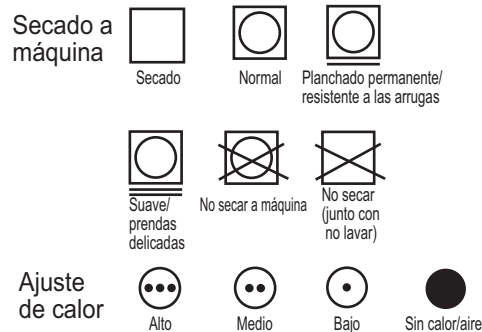 Secado a
máquina
Secado
Normal
Planchado permanente/
resistente a las arrugas
Suave/
prendas
delicadas
No secar a máquina
No secar
(junto con
no lavar)
Ajuste
de calor
Alto
Medio
Bajo
Sin calor/aire